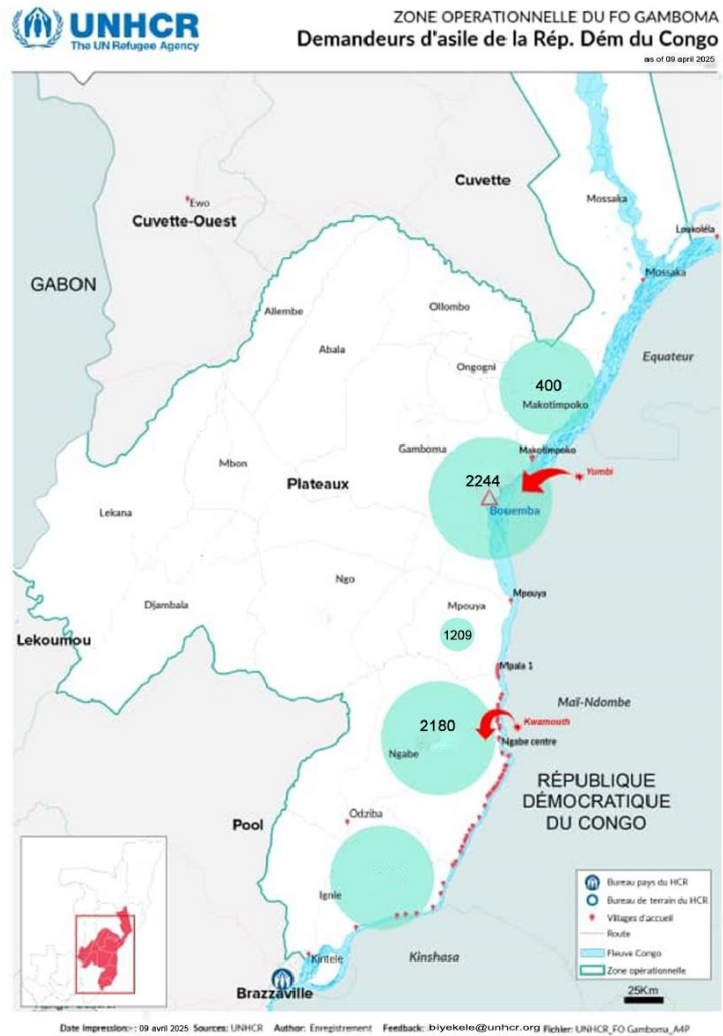 UNHCR
The UN Refugee Agency
ZONE OPERATIONNELLE DU FO GAMBOMA
Demandeurs d'asile de la Rép. Dém du Congo
as of 09 april 2025
Cuvette
Mossaka
Ewo
Cuvette-Ouest
Loukoléla
GABON
Mossaka
Allembe
Ollombo
Abala
Equateur
Ongogni
400
Makotimpoko
Gamboma
Makotimpoko
Mbon
2244
Yumbi
Plateaux
Bouemba
Lekana
Ngo
Mpouya
Djambala
Mpouya
Lekoumou
1209
Mpala 1
Maï-Ndombe
2180
Kwamouth
Ngabe
Ngabe centre
RÉPUBLIQUE
DÉMOCRATIQUE
DU CONGO
Odziba
Pool
Ignie
Bureau pays du HCR
Bureau de terrain du HCR
Villages d'accueil
Route
Fleuve Congo
Zone opérationnelle
25Km
Kintele
Kinshasa
Brazzaville
Date Impression-: 09 avril 2025 Sources: UNHCR Author: Enregistrement Feedback: biyekele@unhcr.org Fichier: UNHCR_FO Gamboma_A4P